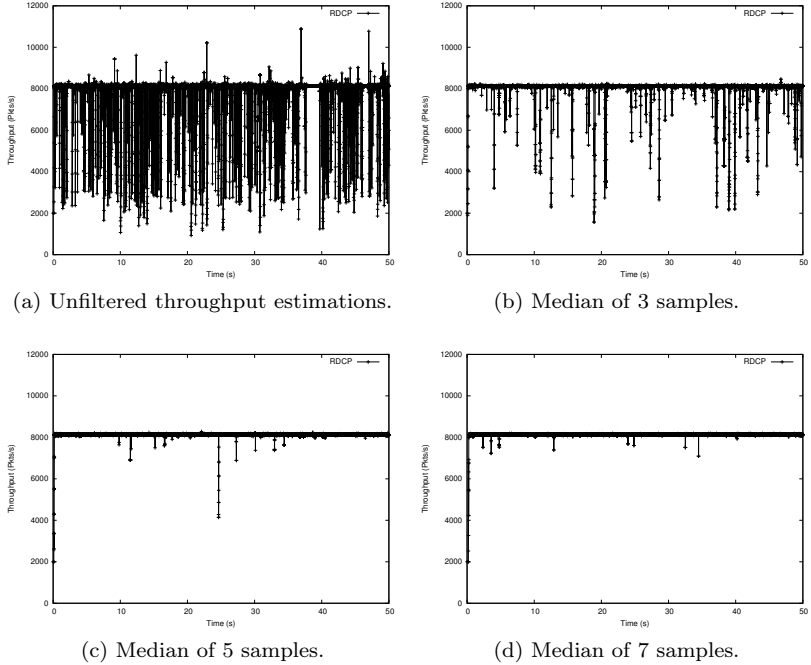 12000
RDCP
10000
8000
6000
4000
2000
0
Throughput (Pkts/s)
0 10 20 30 40 50
Time (s)
(a) Unfiltered throughput estimations.
12000
RDCP
10000
8000
6000
4000
2000
0
Throughput (Pkts/s)
0 10 20 30 40 50
Time (s)
(b) Median of 3 samples.
12000
RDCP
10000
8000
6000
4000
2000
0
Throughput (Pkts/s)
0 10 20 30 40 50
Time (s)
(c) Median of 5 samples.
12000
RDCP
10000
8000
6000
4000
2000
0
Throughput (Pkts/s)
0 10 20 30 40 50
Time (s)
(d) Median of 7 samples.